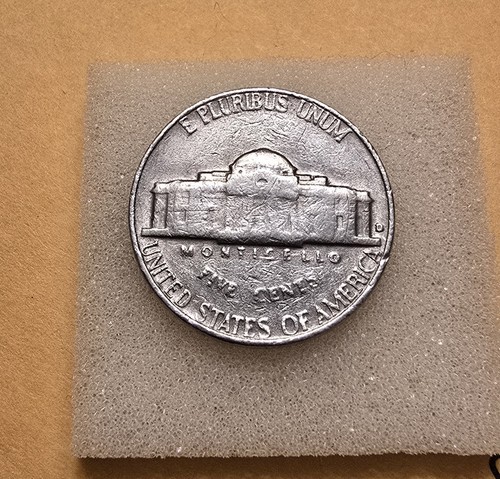 E PLURIBUS UNUM
MONTICELLO
FIVE CENTS
UNITED STATES OF AMERICA